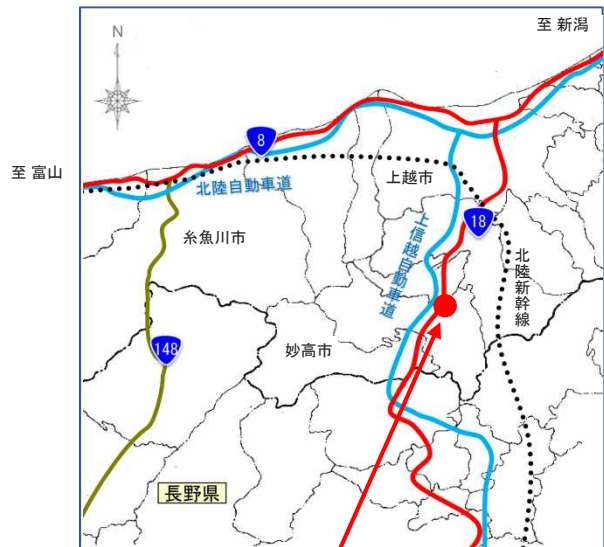 至 新潟
N
8
至 富山
北陸自動車道
上越市
18
糸魚川市
上信越自動車道
北陸新幹線
148
妙高市
長野県